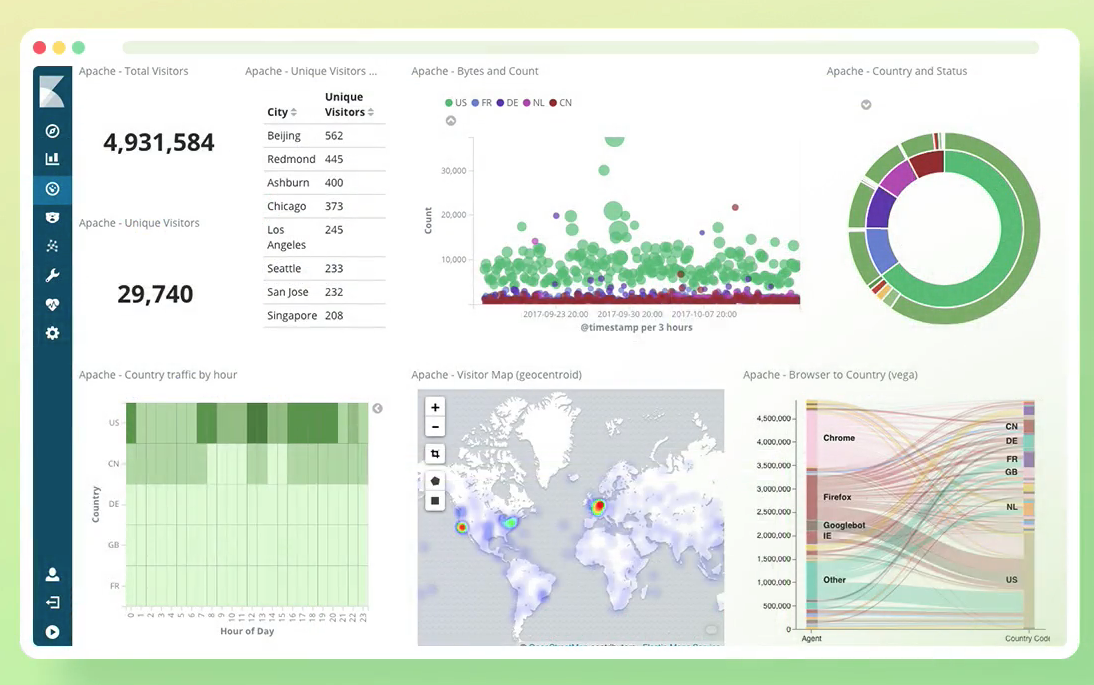 Apache - Total Visitors
4,931,584
Apache - Unique Visitors
29,740
Apache - Unique Visitors ...
City Unique Visitors
Beijing 562
Redmond 445
Ashburn 400
Chicago 373
Los Angeles 245
Seattle 233
San Jose 232
Singapore 208
Apache - Bytes and Count
US FR DE NL CN
Count
30,000
20,000
10,000
2017-09-23 20:00 2017-09-30 20:00 2017-10-07 20:00
@timestamp per 3 hours
Apache - Country and Status
Apache - Country traffic by hour
Country
US
CN
DE
GB
FR
0 1 2 3 4 5 6 7 8 9 10 11 12 13 14 15 16 17 18 19 20 21 22 23
Hour of Day
Apache - Visitor Map (geocentroid)
+
−
Apache - Browser to Country (vega)
4,500,000
4,000,000
3,500,000
3,000,000
2,500,000
2,000,000
1,500,000
1,000,000
500,000
0
Chrome
Firefox
Googlebot
IE
Other
CN
DE
FR
GB
NL
US
Agent
Country Code